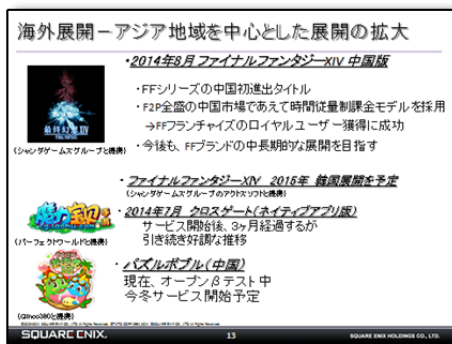 海外展開－アジア地域を中心とした展開の拡大
・2014年8月 ファイナルファンタジーXIV 中国版
・FFシリーズの中国初進出タイトル
・F2P全盛の中国市場であえて時間従量制課金モデルを採用
→FFフランチャイズのロイヤルユーザー獲得に成功
・今後も、FFブランドの中長期的な展開を目指す
最终幻想XIV
(シャンダゲームズグループと提携)
・ファイナルファンタジーXIV 2015年 韓国展開を予定
(シャンダゲームズグループのアクトズソフトと提携)
・2014年7月 クロスゲート(ネイティブアプリ版)
サービス開始後、3ヶ月経過するが
引き続き好調な推移
魔力宝贝
(パーフェクトワールドと提携)
・パズルボブル(中国)
現在、オープンβテスト中
今冬サービス開始予定
(Qihoo360と提携)
SQUARE ENIX.
13
SQUARE ENIX HOLDINGS CO., LTD.